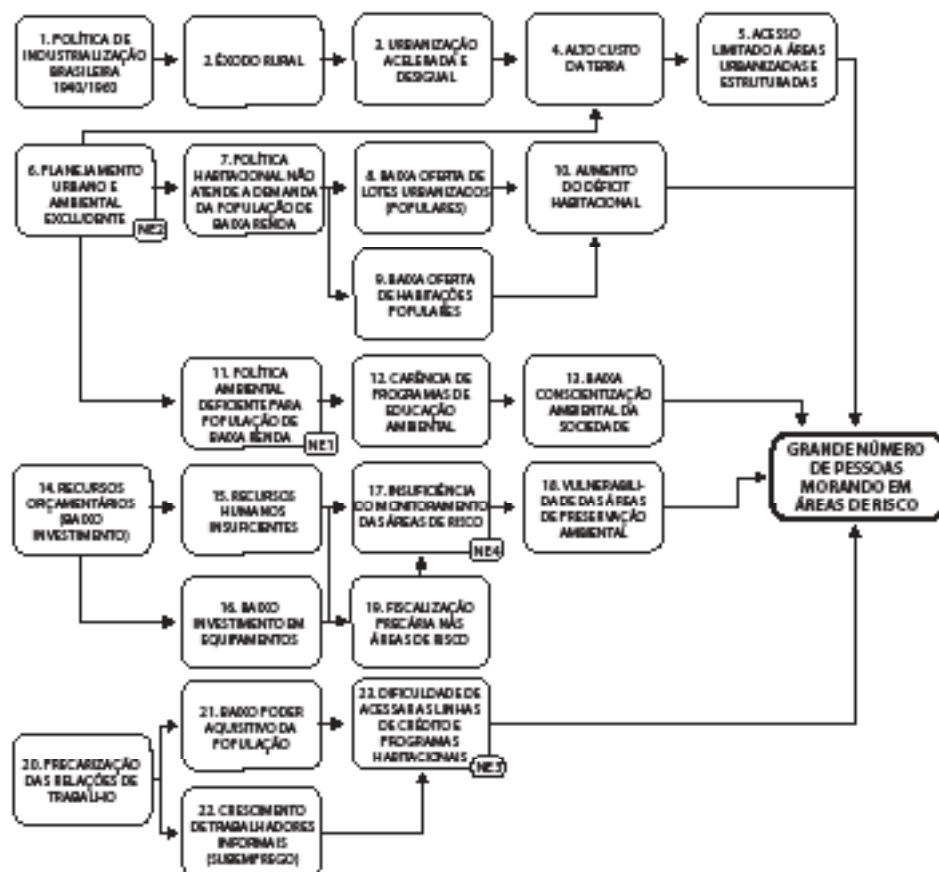 1. POLÍTICA DE
INDUSTRIALIZAÇÃO
BRASILEIRA
1940/1960
2. ÊXODO RURAL
3. URBANIZAÇÃO
ACELERADA E
DESIGUAL
4. ALTO CUSTO
DA TERRA
5. ACESSO
LIMITADO A ÁREAS
URBANIZADAS E
ESTRUTURADAS
6. PLANEJAMENTO
URBANO E
AMBIENTAL
EXCLUDENTE
NE2
7. POLÍTICA
HABITACIONAL NÃO
ATENDE A DEMANDA
DA POPULAÇÃO DE
BAIXA RENDA
8. BAIXA OFERTA DE
LOTES URBANIZADOS
(POPULARES)
10. AUMENTO
DO DÉFICIT
HABITACIONAL
9. BAIXA OFERTA
DE HABITAÇÕES
POPULARES
11. POLÍTICA
AMBIENTAL
DEFICIENTE PARA
POPULAÇÃO DE
BAIXA RENDA
NE1
12. CARÊNCIA DE
PROGRAMAS DE
EDUCAÇÃO
AMBIENTAL
13. BAIXA
CONSCIENTIZAÇÃO
AMBIENTAL DA
SOCIEDADE
GRANDE NÚMERO
DE PESSOAS
MORANDO EM
ÁREAS DE RISCO
14. RECURSOS
ORÇAMENTÁRIOS
(BAIXO
INVESTIMENTO)
15. RECURSOS
HUMANOS
INSUFICIENTES
17. INSUFICIÊNCIA
DO MONITORAMENTO
DAS ÁREAS DE RISCO
NE4
18. VULNERABILI-
DADE DAS ÁREAS
DE PRESERVAÇÃO
AMBIENTAL
16. BAIXO
INVESTIMENTO EM
EQUIPAMENTOS
19. FISCALIZAÇÃO
PRECÁRIA NAS
ÁREAS DE RISCO
20. PRECARIZAÇÃO
DAS RELAÇÕES DE
TRABALHO
21. BAIXO PODER
AQUISITIVO DA
POPULAÇÃO
23. DIFICULDADE DE
ACESSAR AS LINHAS
DE CRÉDITO E
PROGRAMAS
HABITACIONAIS
NE3
22. CRESCIMENTO
DE TRABALHADORES
INFORMAIS
(SUBEMPREGO)